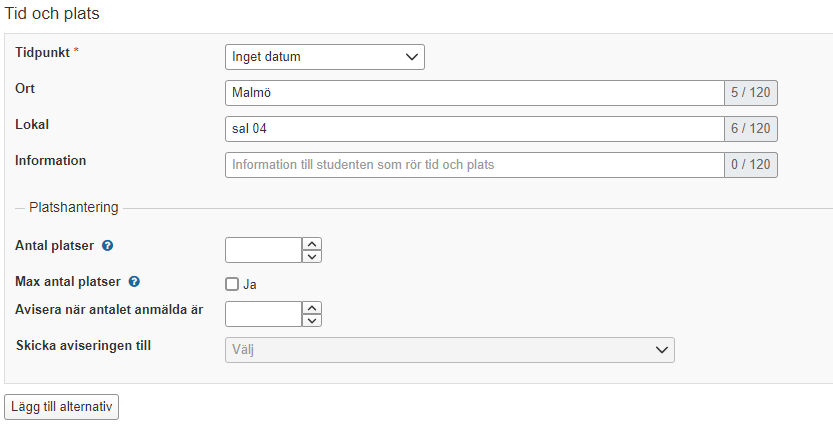 Tid och plats
Tidpunkt *
Inget datum
Ort
Malmö
5 / 120
Lokal
sal 04
6 / 120
Information
Information till studenten som rör tid och plats
0 / 120
Platshantering
Antal platser ?
Max antal platser ?
Ja
Avisera när antalet anmälda är
Skicka aviseringen till
Välj
Lägg till alternativ